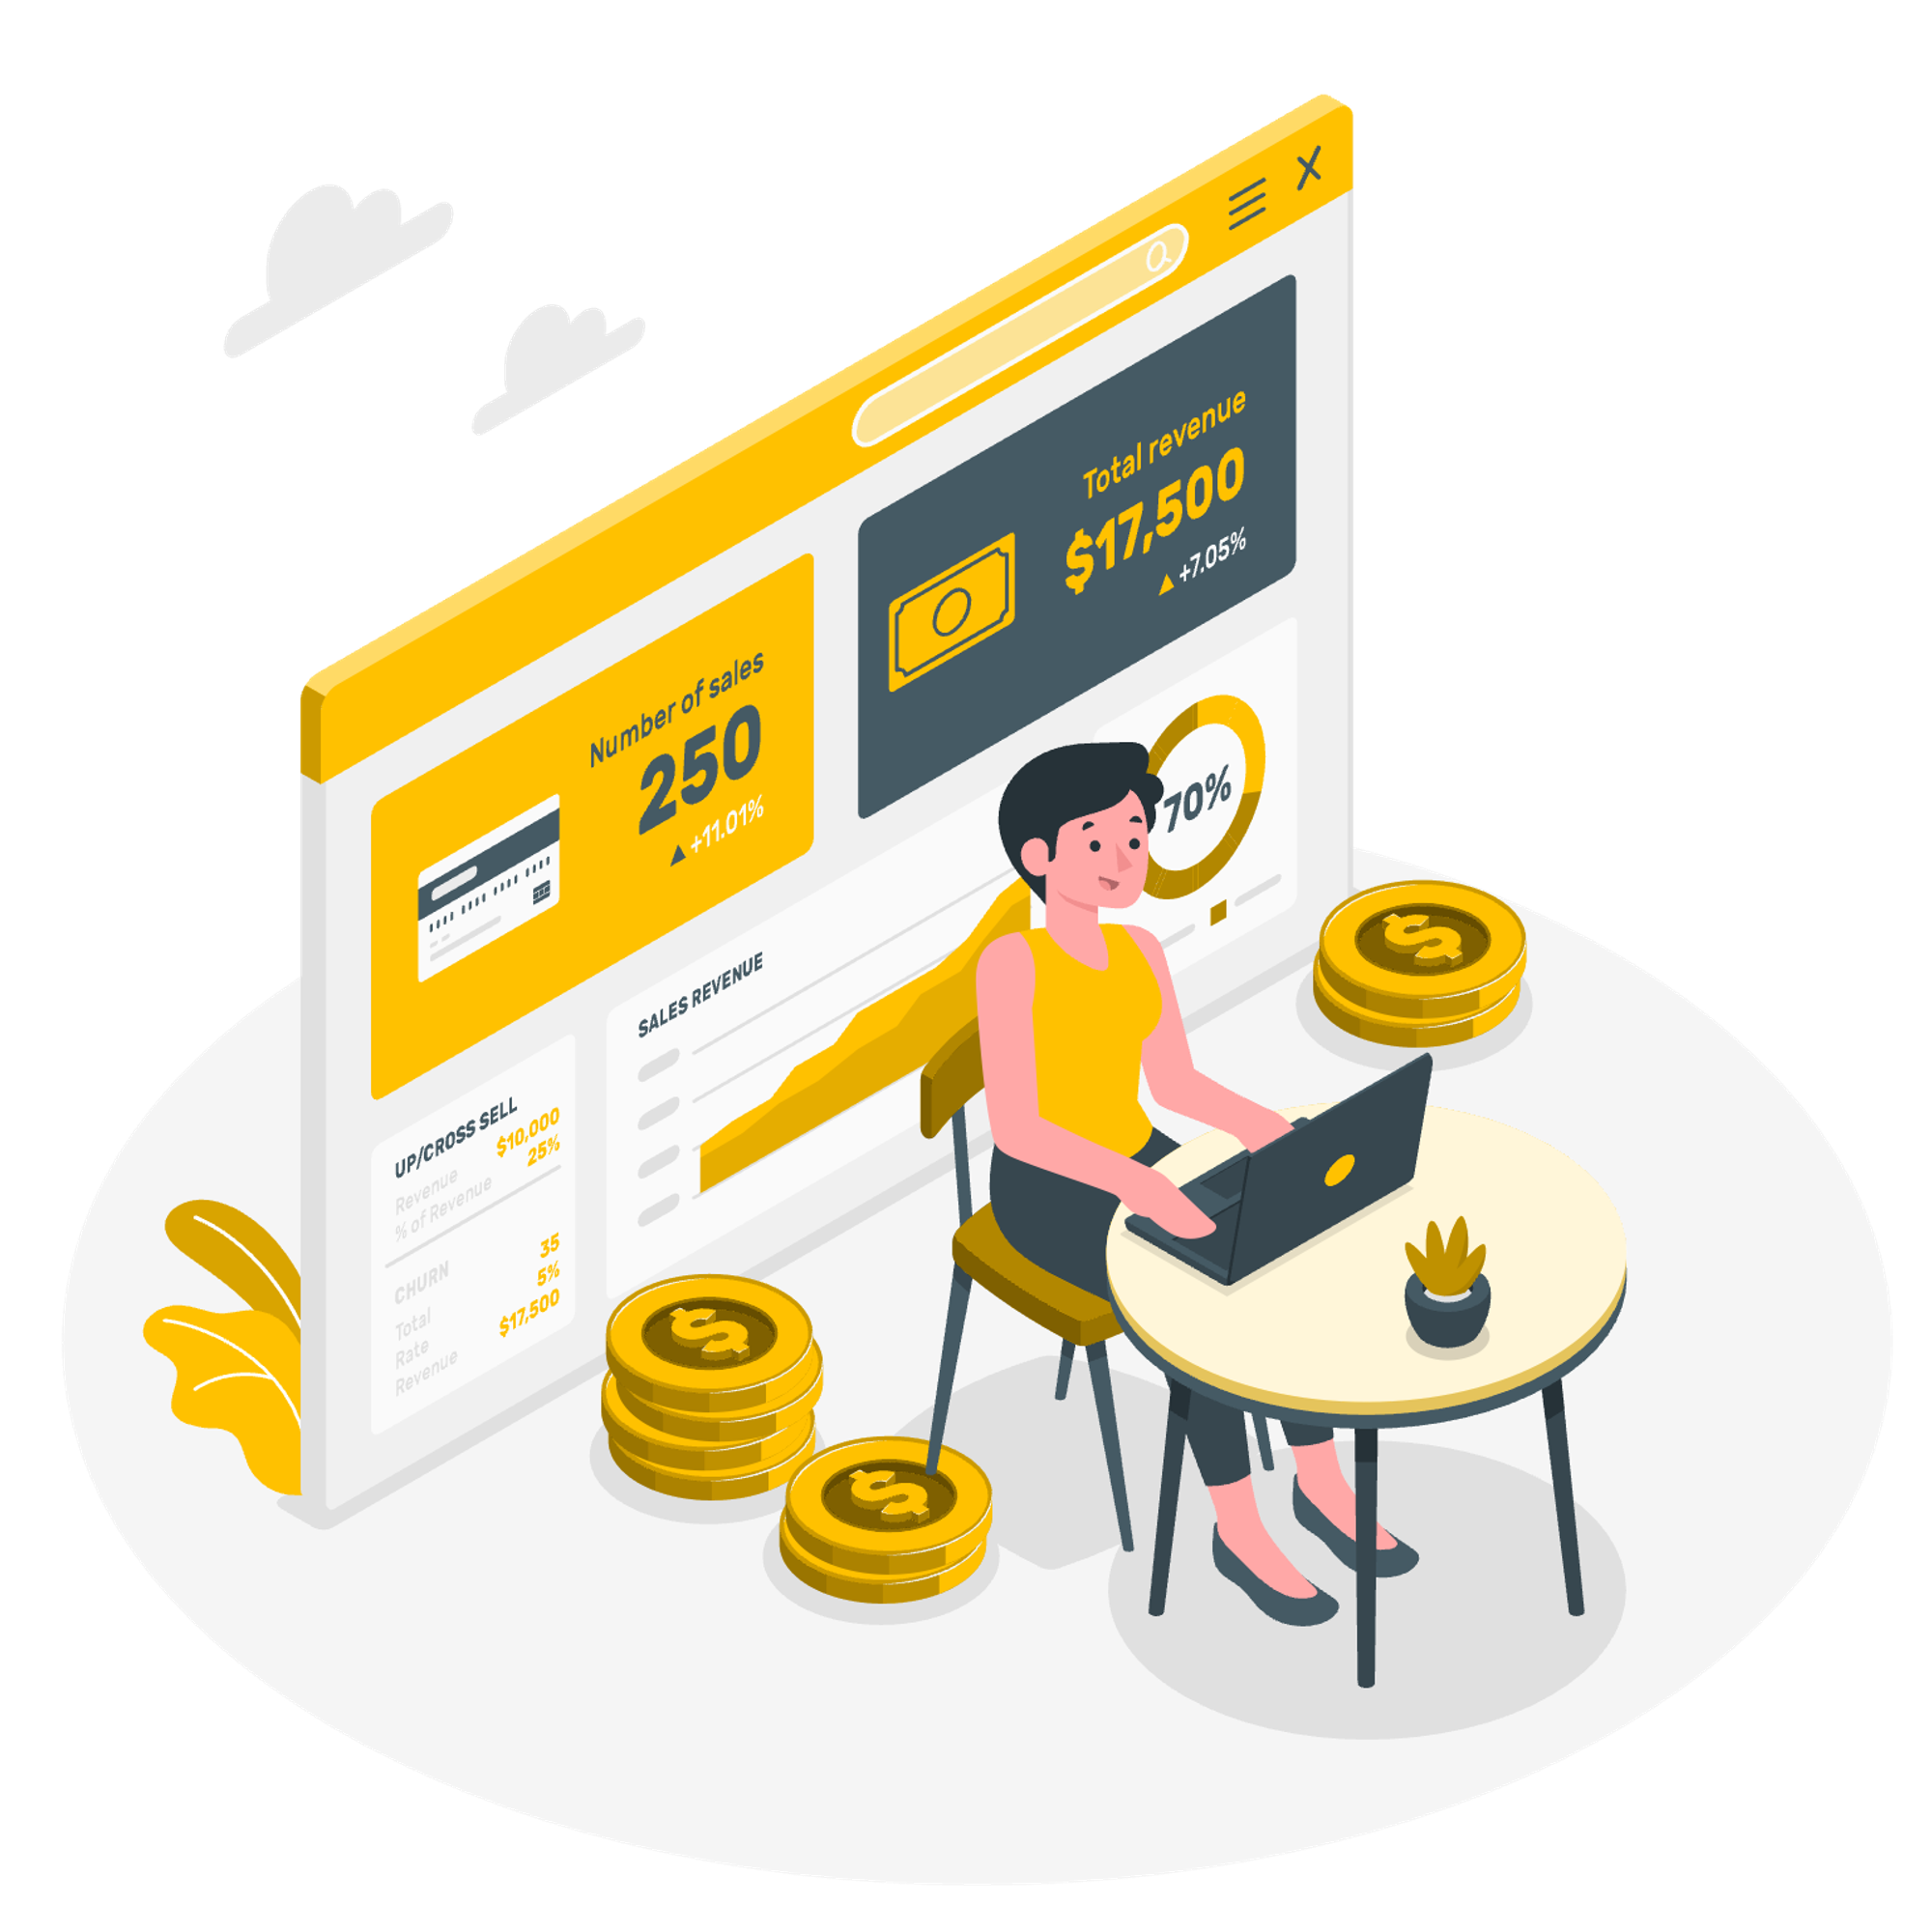 Total revenue
$17,500
+7.05%
Number of sales
250
+11.01%
70%
SALES REVENUE
UP/CROSS SELL
Revenue $10,000
% of Revenue 25%
CHURN
Total 35
Rate 5%
Revenue $17,500